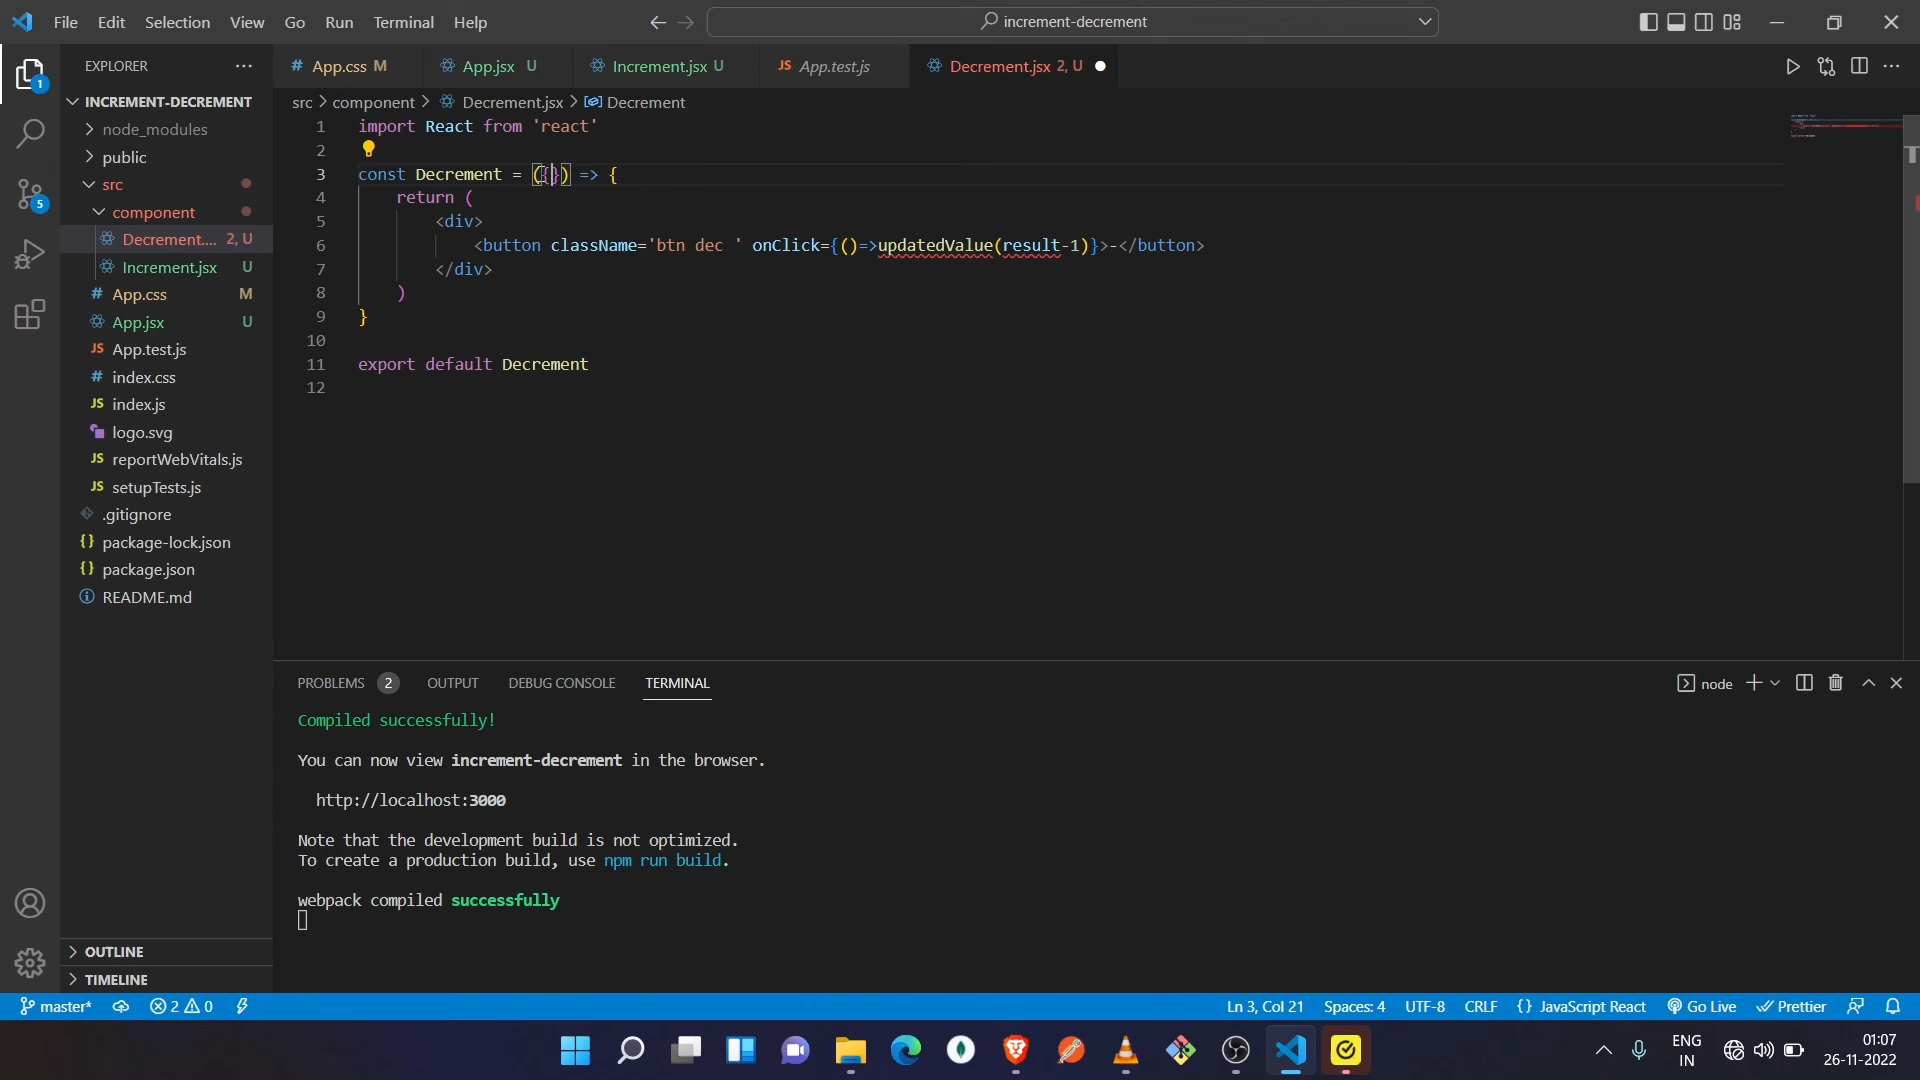 File Edit Selection View Go Run Terminal Help
increment-decrement
EXPLORER
# App.css M
App.jsx U
Increment.jsx U
JS App.test.js
Decrement.jsx 2, U
src > component > Decrement.jsx > Decrement
INCREMENT-DECREMENT
node_modules
public
src
component
Decrement.... 2, U
Increment.jsx U
# App.css M
App.jsx U
JS App.test.js
# index.css
JS index.js
logo.svg
JS reportWebVitals.js
JS setupTests.js
.gitignore
{} package-lock.json
{} package.json
README.md
OUTLINE
TIMELINE
1
5
1 import React from 'react'
2
3 const Decrement = ({}) => {
4 return (
5 <div>
6 <button className='btn dec ' onClick={()=>updatedValue(result-1)}>-</button>
7 </div>
8 )
9 }
10
11 export default Decrement
12
PROBLEMS 2 OUTPUT DEBUG CONSOLE TERMINAL
node
Compiled successfully!
You can now view increment-decrement in the browser.
http://localhost:3000
Note that the development build is not optimized.
To create a production build, use npm run build.
webpack compiled successfully
master* 2 0
Ln 3, Col 21 Spaces: 4 UTF-8 CRLF {} JavaScript React Go Live Prettier
ENG
IN
01:07
26-11-2022